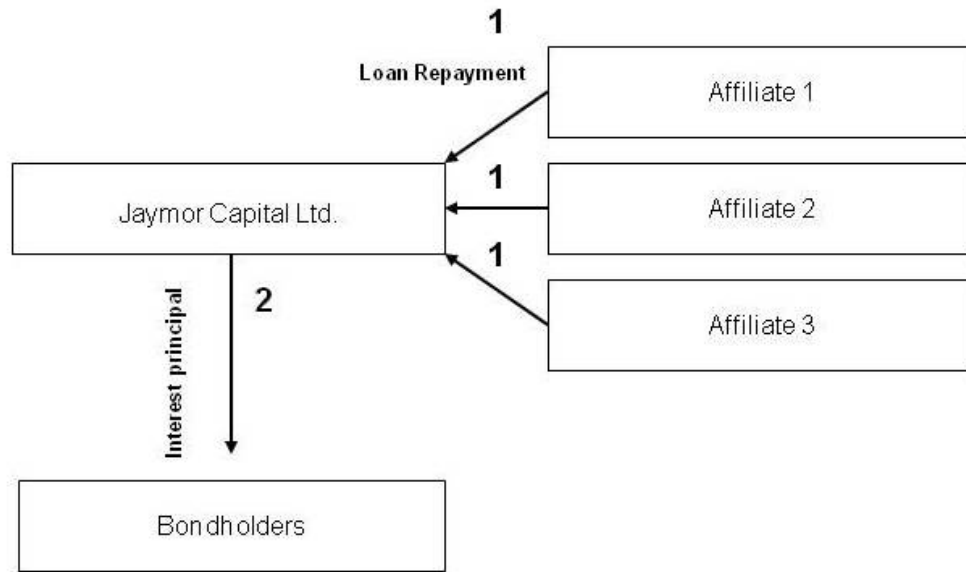 1
Loan Repayment
Affiliate 1
Jaymor Capital Ltd.
1
Affiliate 2
1
Affiliate 3
2
Interest principal
Bondholders